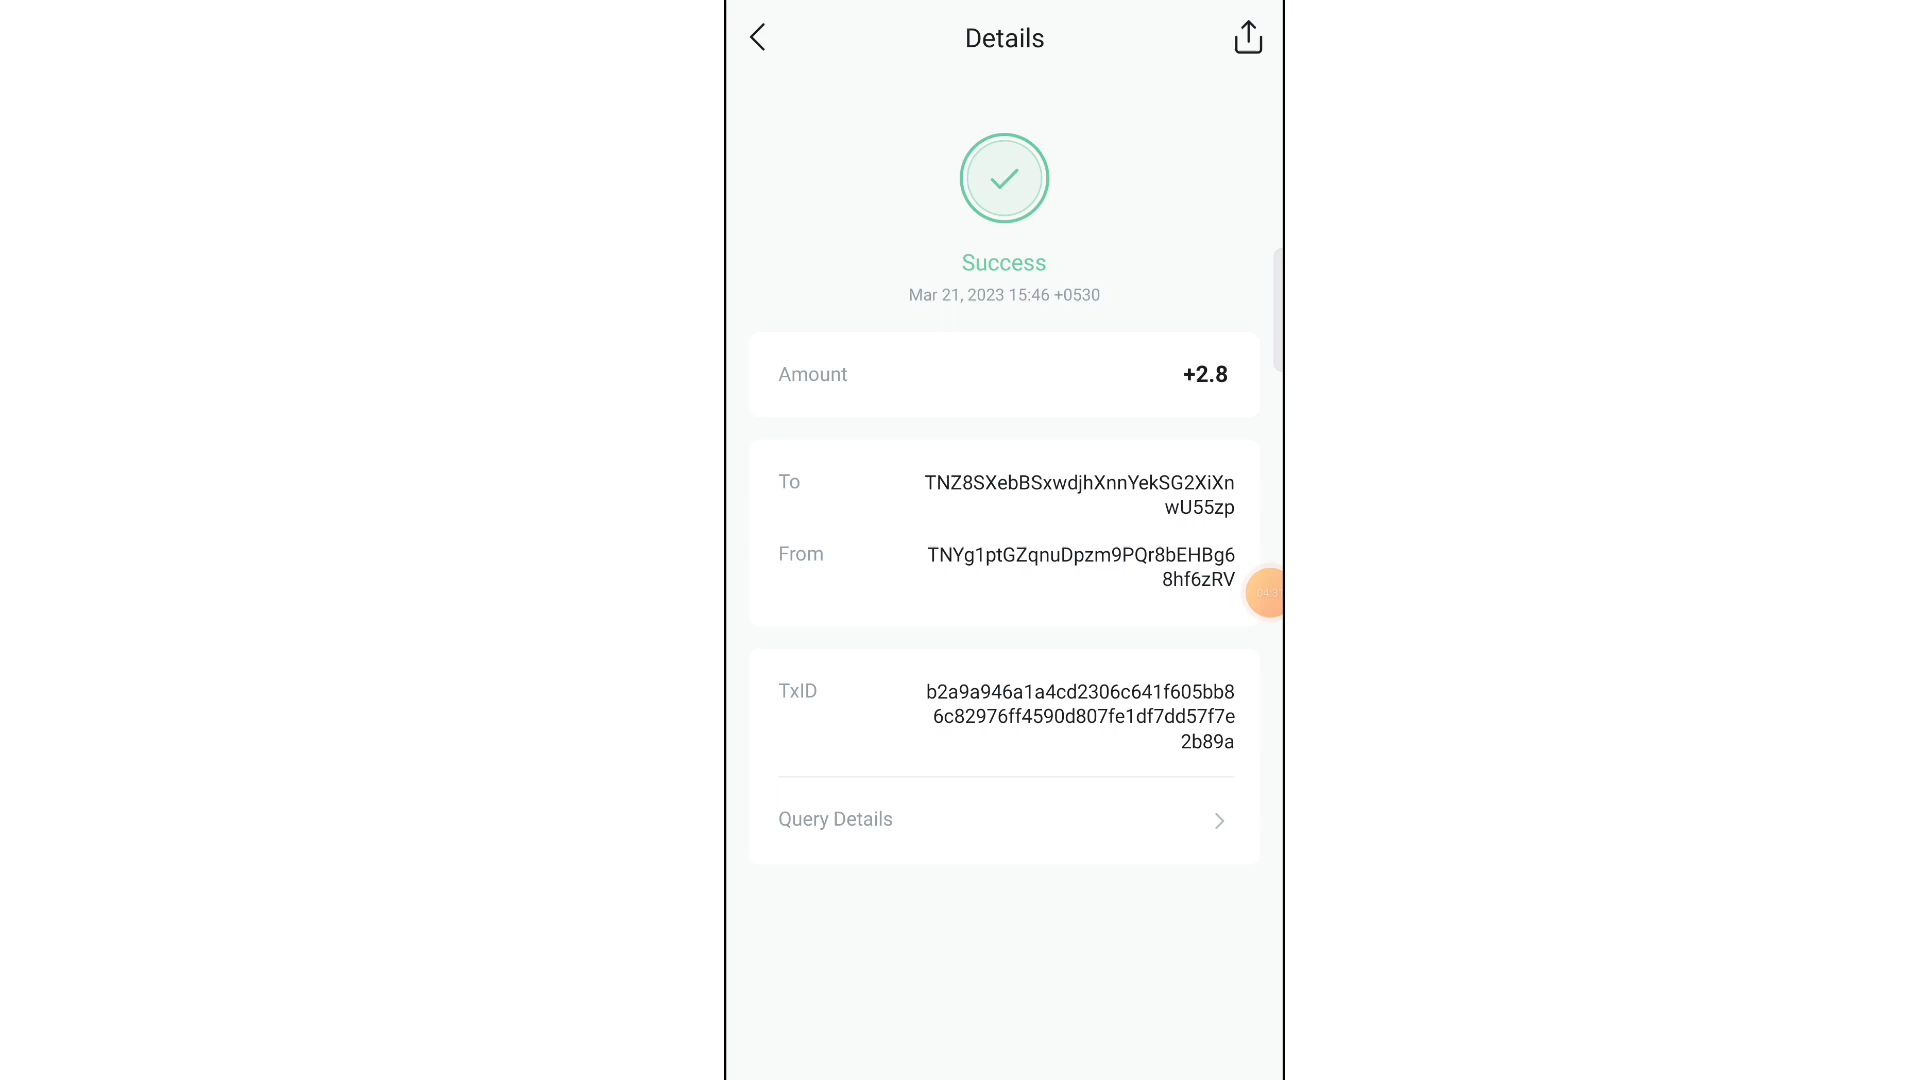 Details
Success
Mar 21, 2023 15:46 +0530
Amount
+2.8
To
TNZ8SXebBSxwdjhXnnYekSG2XiXn
wU55zp
From
TNYg1ptGZqnuDpzm9PQr8bEHBg6
8hf6zRV
TxID
b2a9a946a1a4cd2306c641f605bb8
6c82976ff4590d807fe1df7dd57f7e
2b89a
Query Details